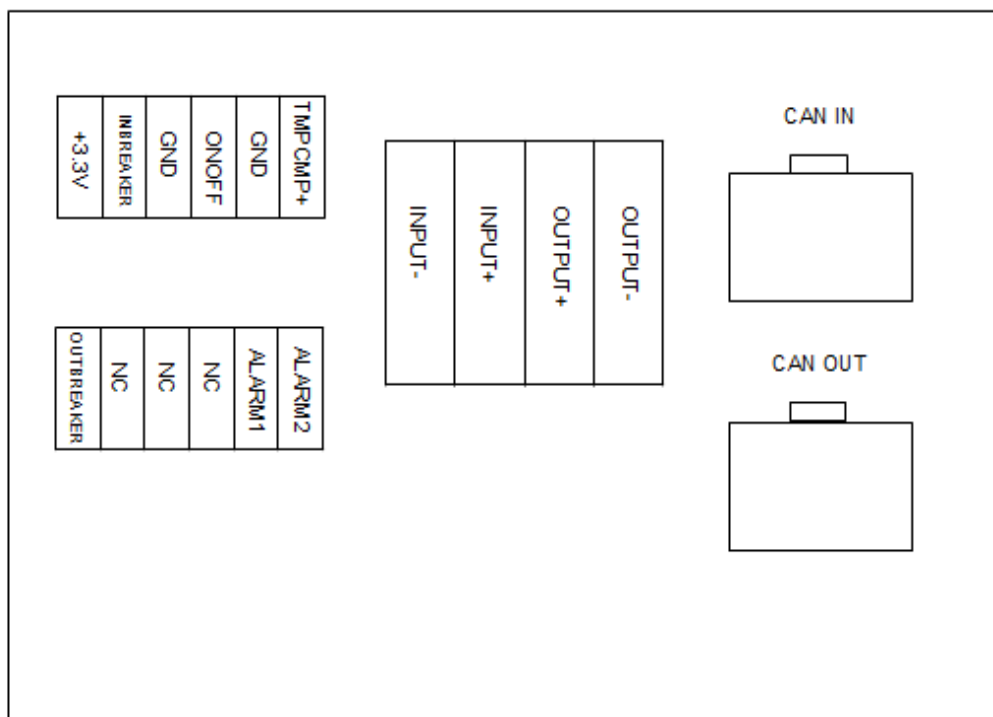 +3.3V
INBREAKER
GND
ONOFF
GND
TMPCMP+
OUTBREAKER
NC
NC
NC
ALARM1
ALARM2
INPUT-
INPUT+
OUTPUT+
OUTPUT-
CAN IN
CAN OUT